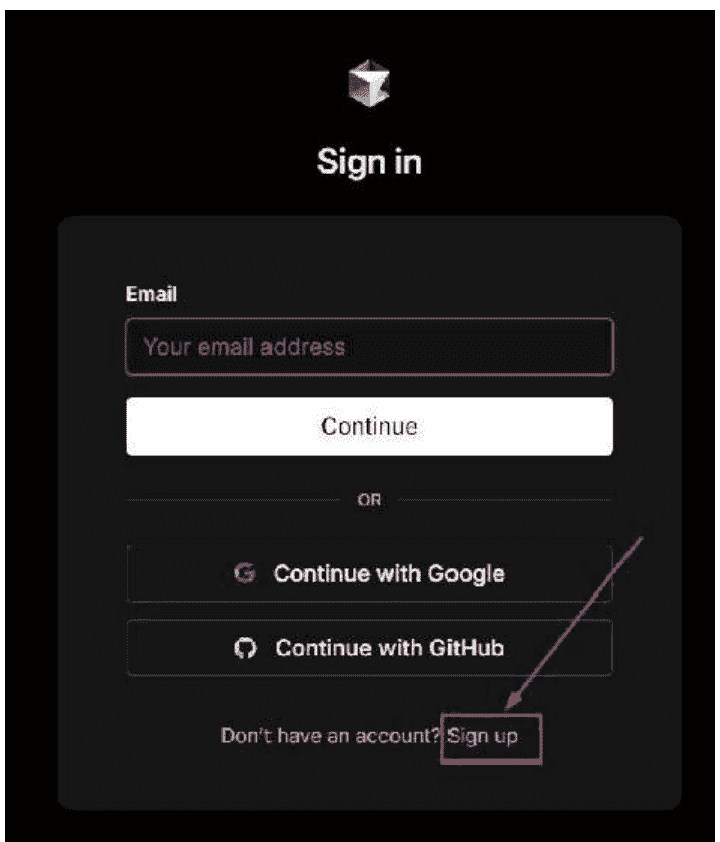 Sign in
Email
Your email address
Continue
OR
Continue with Google
Continue with GitHub
Don't have an account? Sign up